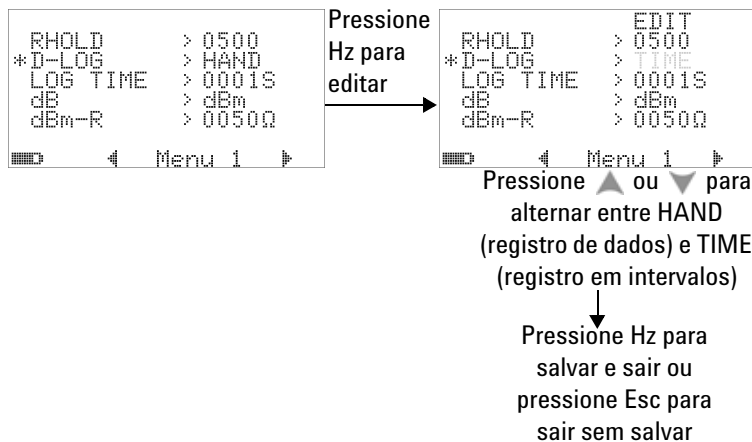 RHOLD > 0500
*D-LOG > HAND
LOG TIME > 0001S
dB > dBm
dBm-R > 0050Ω
Menu 1
Pressione
Hz para
editar
EDIT
RHOLD > 0500
*D-LOG > TIME
LOG TIME > 0001S
dB > dBm
dBm-R > 0050Ω
Menu 1
Pressione ▲ ou ▼ para
alternar entre HAND
(registro de dados) e TIME
(registro em intervalos)
Pressione Hz para
salvar e sair ou
pressione Esc para
sair sem salvar